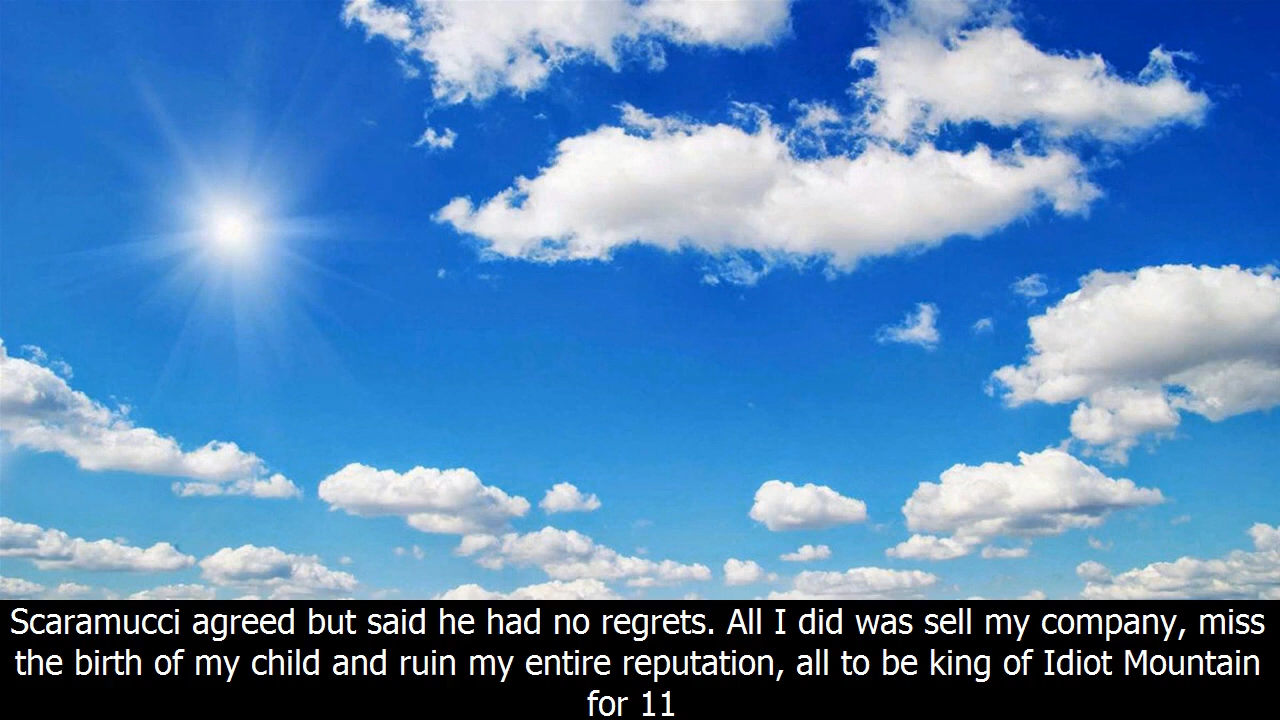 Scaramucci agreed but said he had no regrets. All I did was sell my company, miss
the birth of my child and ruin my entire reputation, all to be king of Idiot Mountain
for 11